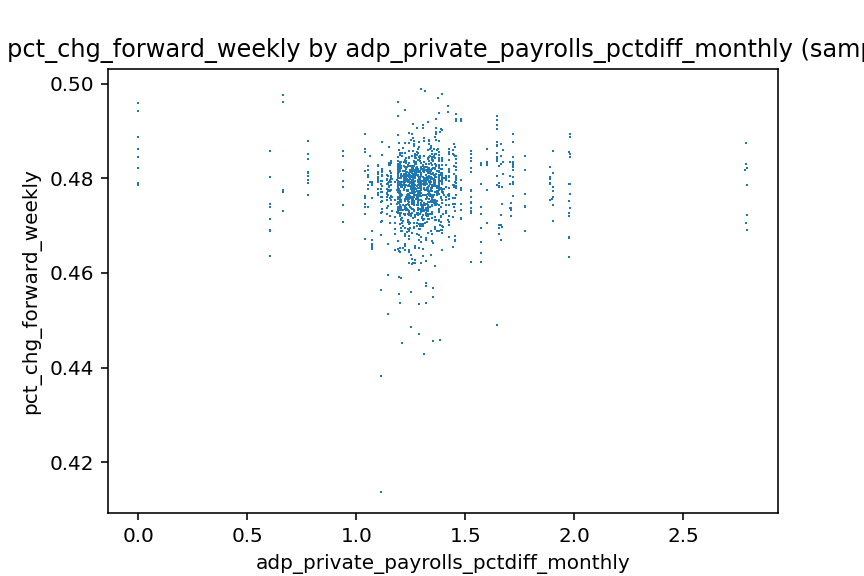 pct_chg_forward_weekly by adp_private_payrolls_pctdiff_monthly (samp
0.50
0.48
0.46
0.44
0.42
pct_chg_forward_weekly
0.0 0.5 1.0 1.5 2.0 2.5
adp_private_payrolls_pctdiff_monthly